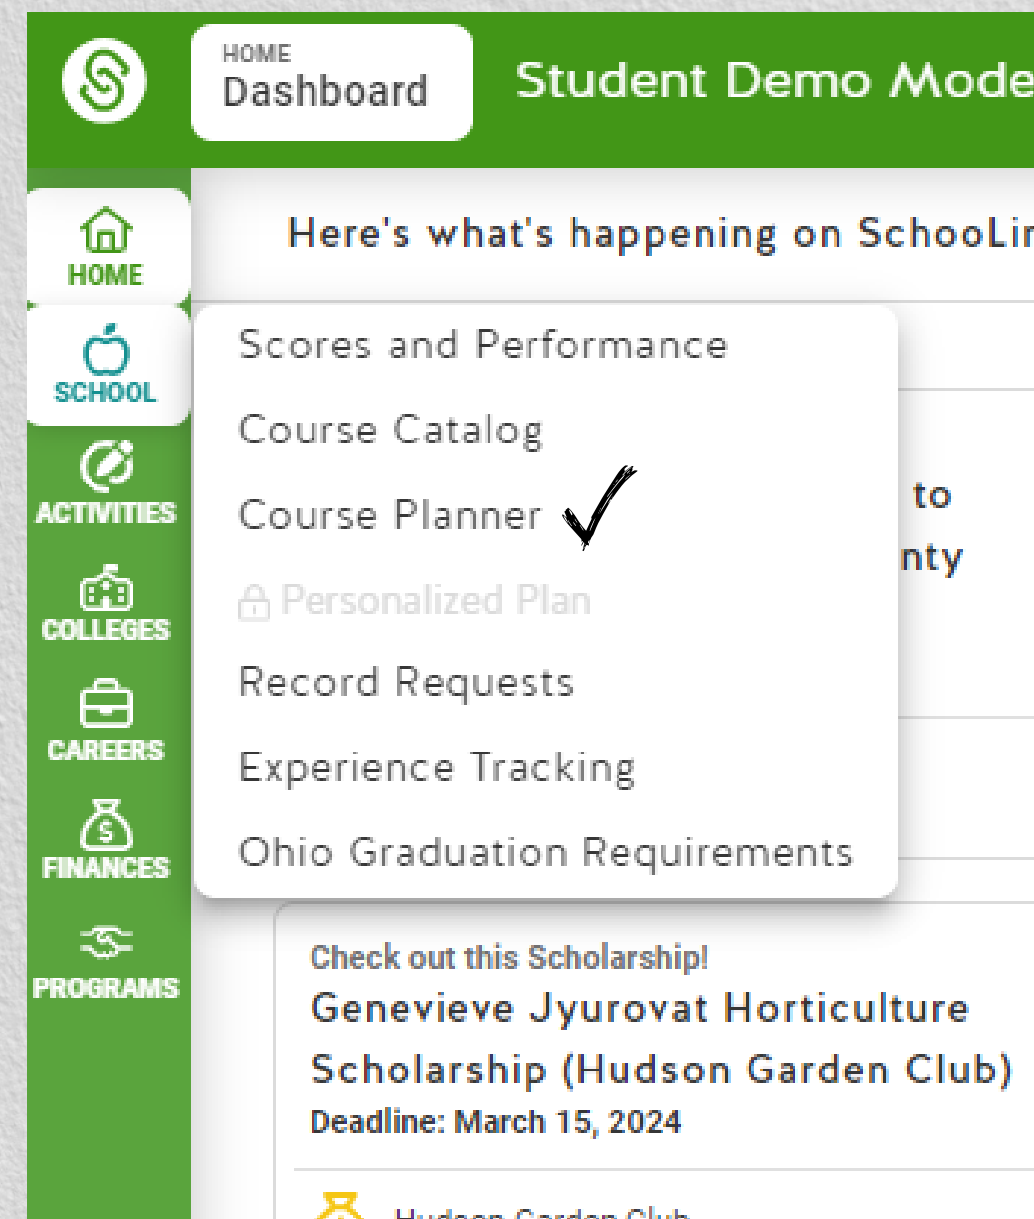 HOME
Dashboard
Student Demo Mode
HOME
Here's what's happening on
SCHOOL
Scores and Performance
Course Catalog
Course Planner
Personalized Plan
Record Requests
Experience Tracking
Ohio Graduation Requirements
to
ACTIVITIES
COLLEGES
CAREERS
FINANCES
PROGRAMS
Check out this Scholarship!
Genevieve Jyurovat Horticulture
Scholarship (Hudson Garden Club)
Deadline: March 15, 2024
Hudson Garden Club